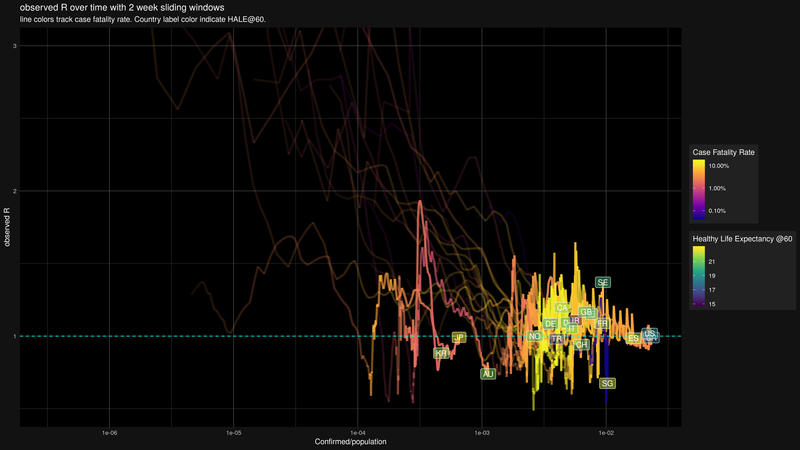 observed R over time with 2 week sliding windows
line colors track case fatality rate. Country label color indicate HALE@60.
3
2
1
observed R
Case Fatality Rate
10.00%
1.00%
0.10%
Healthy Life Expectancy @60
21
19
17
15
SE
CA
GB
DE
FR
IT
NO
TR
CH
ES
US
KR
JP
AU
SG
1e-06
1e-05
1e-04
1e-03
1e-02
Confirmed/population